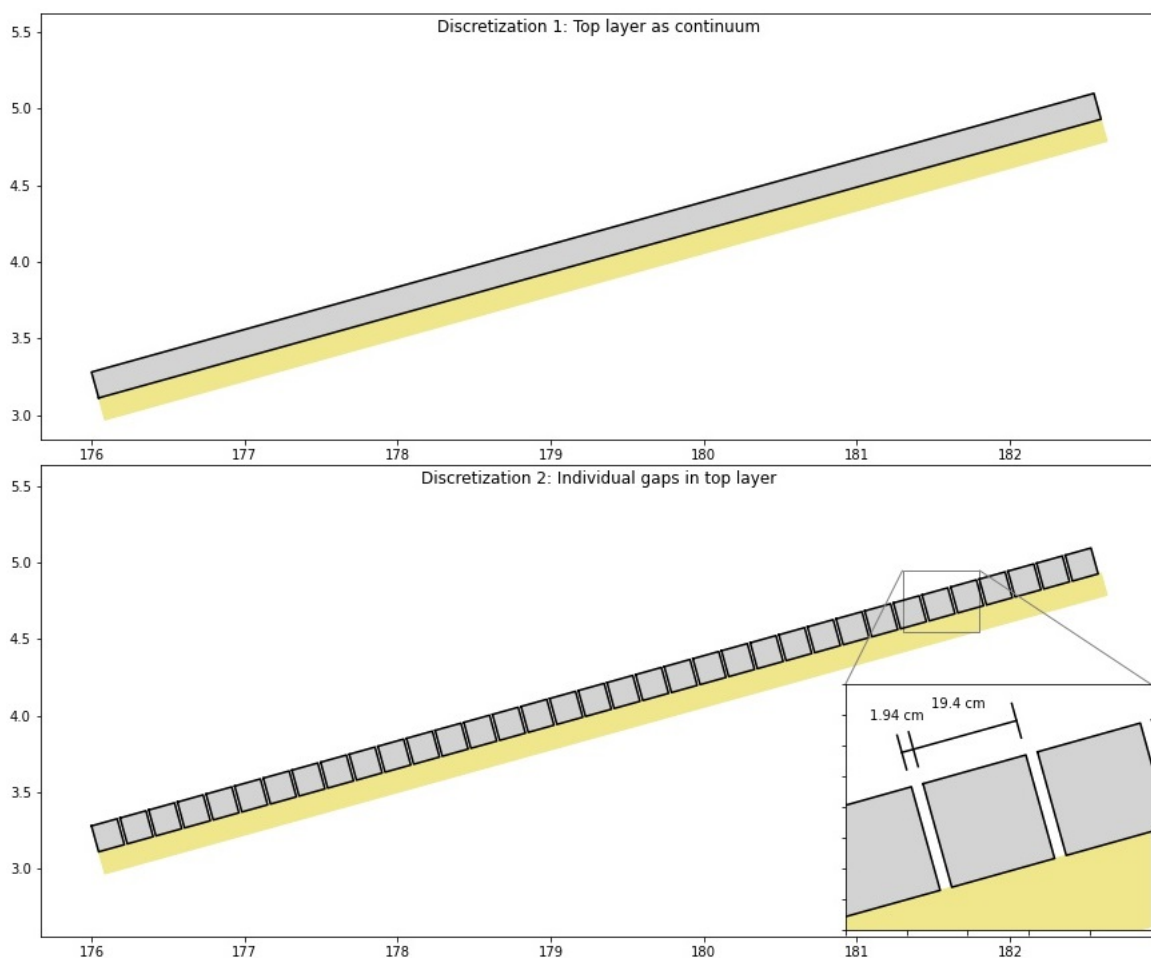 Discretization 1: Top layer as continuum
5.5
5.0
4.5
4.0
3.5
3.0
176 177 178 179 180 181 182
Discretization 2: Individual gaps in top layer
5.5
5.0
4.5
4.0
3.5
3.0
19.4 cm
1.94 cm
176 177 178 179 180 181 182